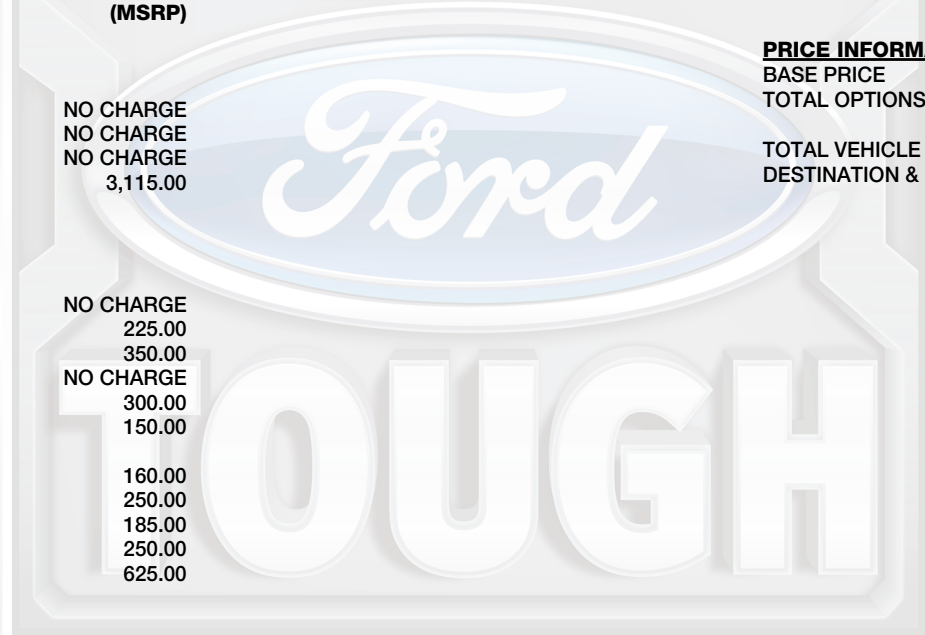 (MSRP)
NO CHARGE
NO CHARGE
NO CHARGE
3,115.00
NO CHARGE
225.00
350.00
NO CHARGE
300.00
150.00
160.00
250.00
185.00
250.00
625.00
PRICE INFORM
BASE PRICE
TOTAL OPTIONS
TOTAL VEHICLE
DESTINATION &
Ford
TOUGH